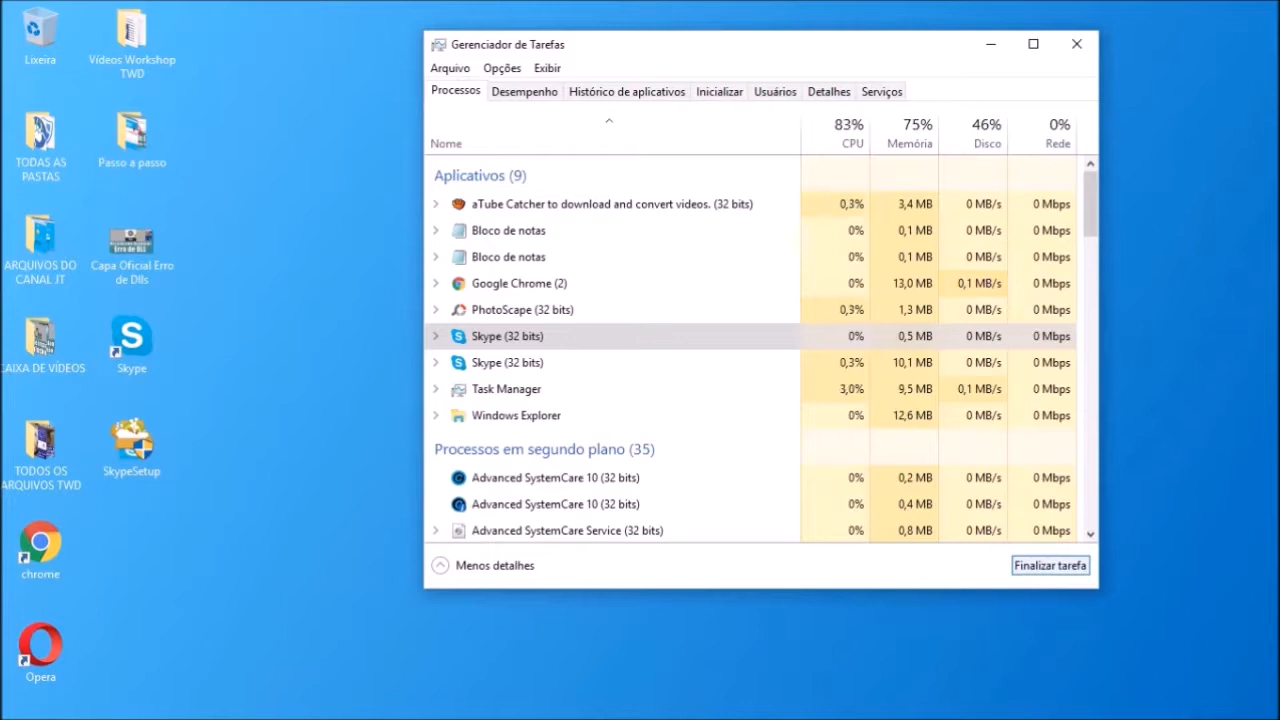 Lixeira
Vídeos Workshop
TWD
TODAS AS
PASTAS
Passo a passo
ARQUIVOS DO
CANAL JT
Capa Oficial Erro
de Dlls
CAIXA DE VÍDEOS
Skype
TODOS OS
ARQUIVOS TWD
SkypeSetup
chrome
Opera
Gerenciador de Tarefas
Arquivo Opções Exibir
Processos Desempenho Histórico de aplicativos Inicializar Usuários Detalhes Serviços
83% 75% 46% 0%
Nome CPU Memória Disco Rede
Aplicativos (9)
aTube Catcher to download and convert videos. (32 bits) 0,3% 3,4 MB 0 MB/s 0 Mbps
Bloco de notas 0% 0,1 MB 0 MB/s 0 Mbps
Bloco de notas 0% 0,1 MB 0 MB/s 0 Mbps
Google Chrome (2) 0% 13,0 MB 0,1 MB/s 0 Mbps
PhotoScape (32 bits) 0,3% 1,3 MB 0 MB/s 0 Mbps
Skype (32 bits) 0% 0,5 MB 0 MB/s 0 Mbps
Skype (32 bits) 0,3% 10,1 MB 0 MB/s 0 Mbps
Task Manager 3,0% 9,5 MB 0,1 MB/s 0 Mbps
Windows Explorer 0% 12,6 MB 0 MB/s 0 Mbps
Processos em segundo plano (35)
Advanced SystemCare 10 (32 bits) 0% 0,2 MB 0 MB/s 0 Mbps
Advanced SystemCare 10 (32 bits) 0% 0,4 MB 0 MB/s 0 Mbps
Advanced SystemCare Service (32 bits) 0% 0,8 MB 0 MB/s 0 Mbps
Menos detalhes Finalizar tarefa